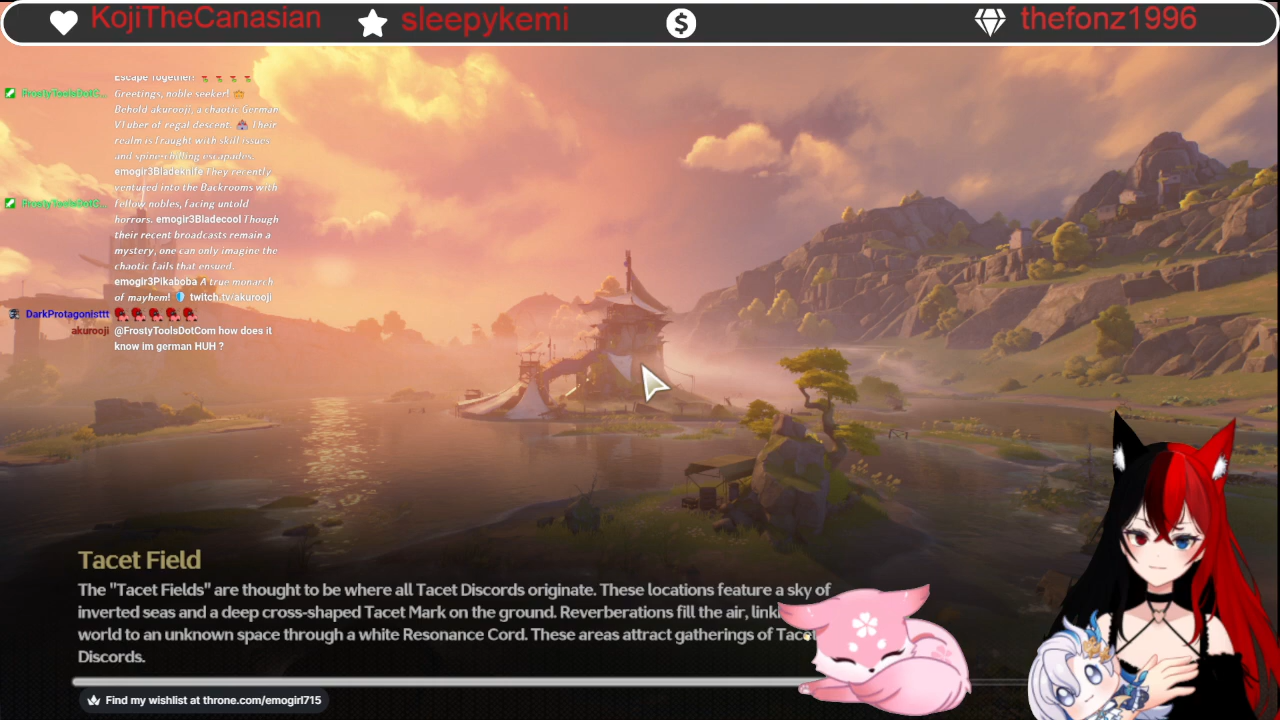 KojiTheCanasian
sleepykemi
thefonz1996
Escape Together!
FrostyToolsDotC... Greetings, noble seeker!
Behold akurooji, a chaotic German
VTuber of regal descent. Their
realm is fraught with skill issues
and spine-chilling escapades.
emogir3Bladeknife They recently
ventured into the Backrooms with
FrostyToolsDotC... fellow nobles, facing untold
horrors. emogir3Bladecool Though
their recent broadcasts remain a
mystery, one can only imagine the
chaotic fails that ensued.
emogir3Pikaboba A true monarch
of mayhem! twitch.tv/akurooji
DarkProtagonisttt
akurooji @FrostyToolsDotCom how does it
know im german HUH ?
Tacet Field
The "Tacet Fields" are thought to be where all Tacet Discords originate. These locations feature a sky of
inverted seas and a deep cross-shaped Tacet Mark on the ground. Reverberations fill the air,
world to an unknown space through a white Resonance Cord. These areas attract gatherings of Tacet
Discords.
Find my wishlist at throne.com/emogirl715